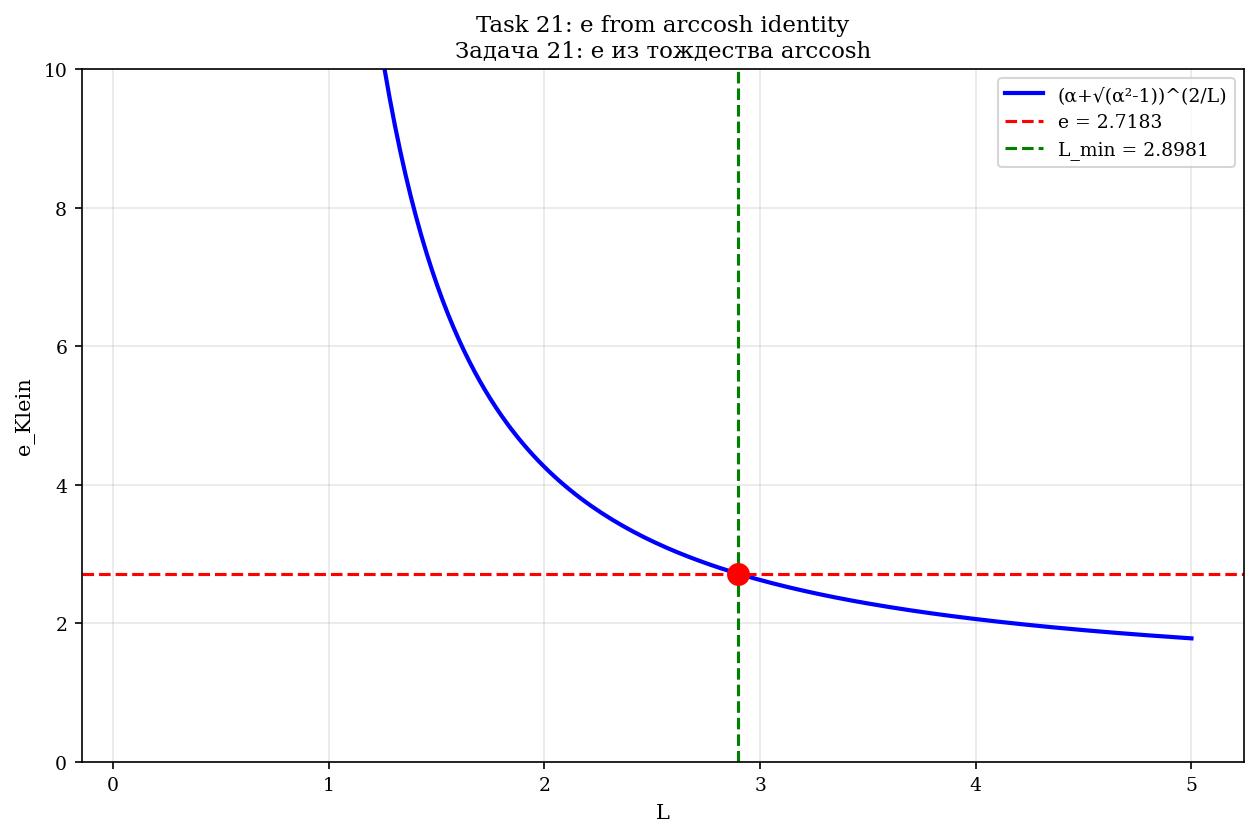 Task 21: e from arccosh identity
Задача 21: e из тождества arccosh
(α+√(α²-1))^(2/L)
e = 2.7183
L_min = 2.8981
10
8
6
4
2
0
e_Klein
0 1 2 3 4 5
L